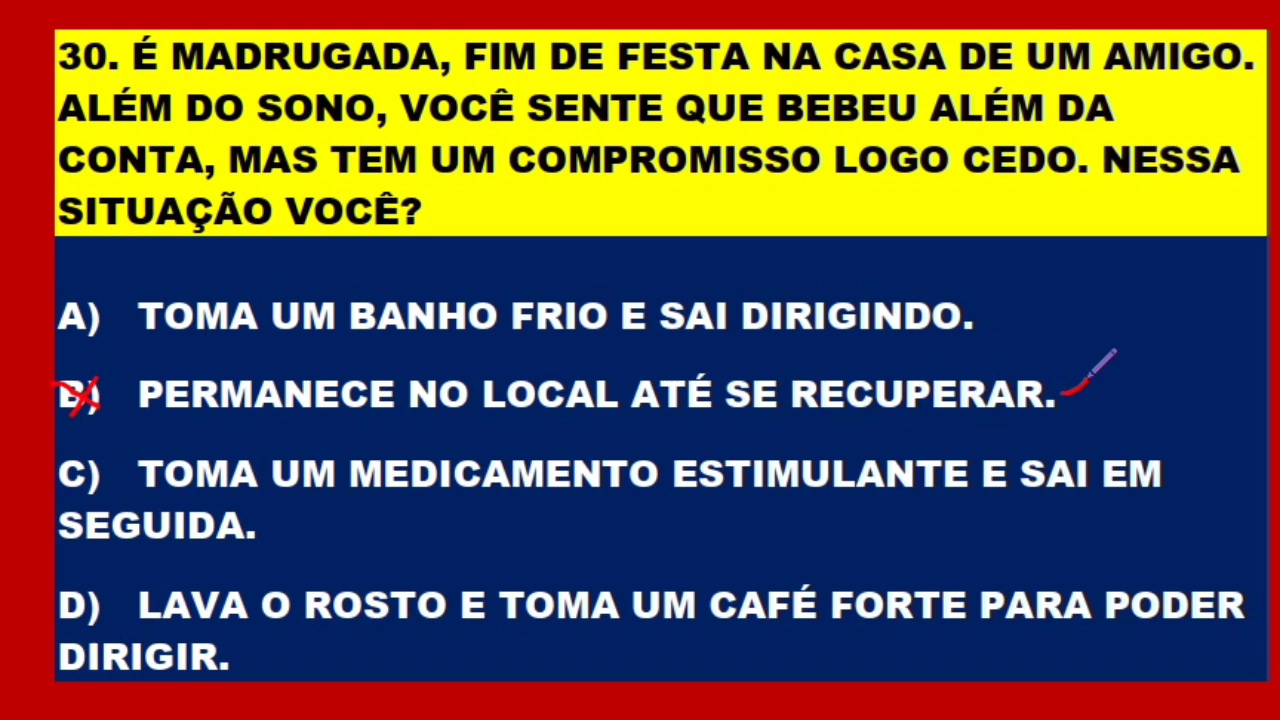 30. É MADRUGADA, FIM DE FESTA NA CASA DE UM AMIGO.
ALÉM DO SONO, VOCÊ SENTE QUE BEBEU ALÉM DA
CONTA, MAS TEM UM COMPROMISSO LOGO CEDO. NESSA
SITUAÇÃO VOCÊ?
A) TOMA UM BANHO FRIO E SAI DIRIGINDO.
B) PERMANECE NO LOCAL ATÉ SE RECUPERAR.
C) TOMA UM MEDICAMENTO ESTIMULANTE E SAI EM
SEGUIDA.
D) LAVA O ROSTO E TOMA UM CAFÉ FORTE PARA PODER
DIRIGIR.